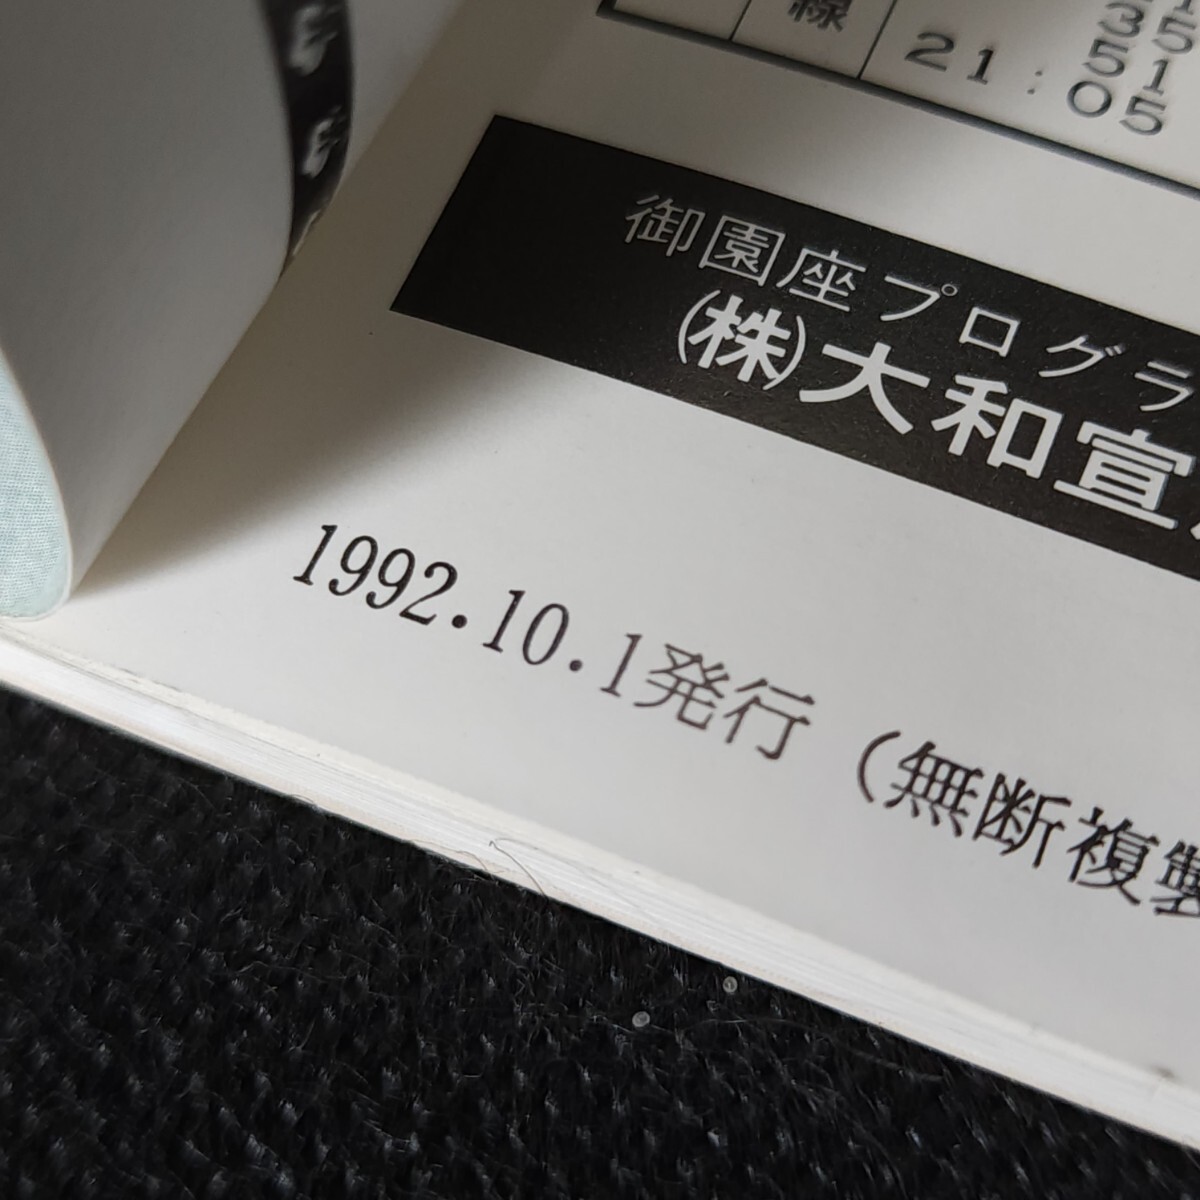 線
21:05
御園座プログラ
(株)大和宣
1992.10.1発行(無断複製